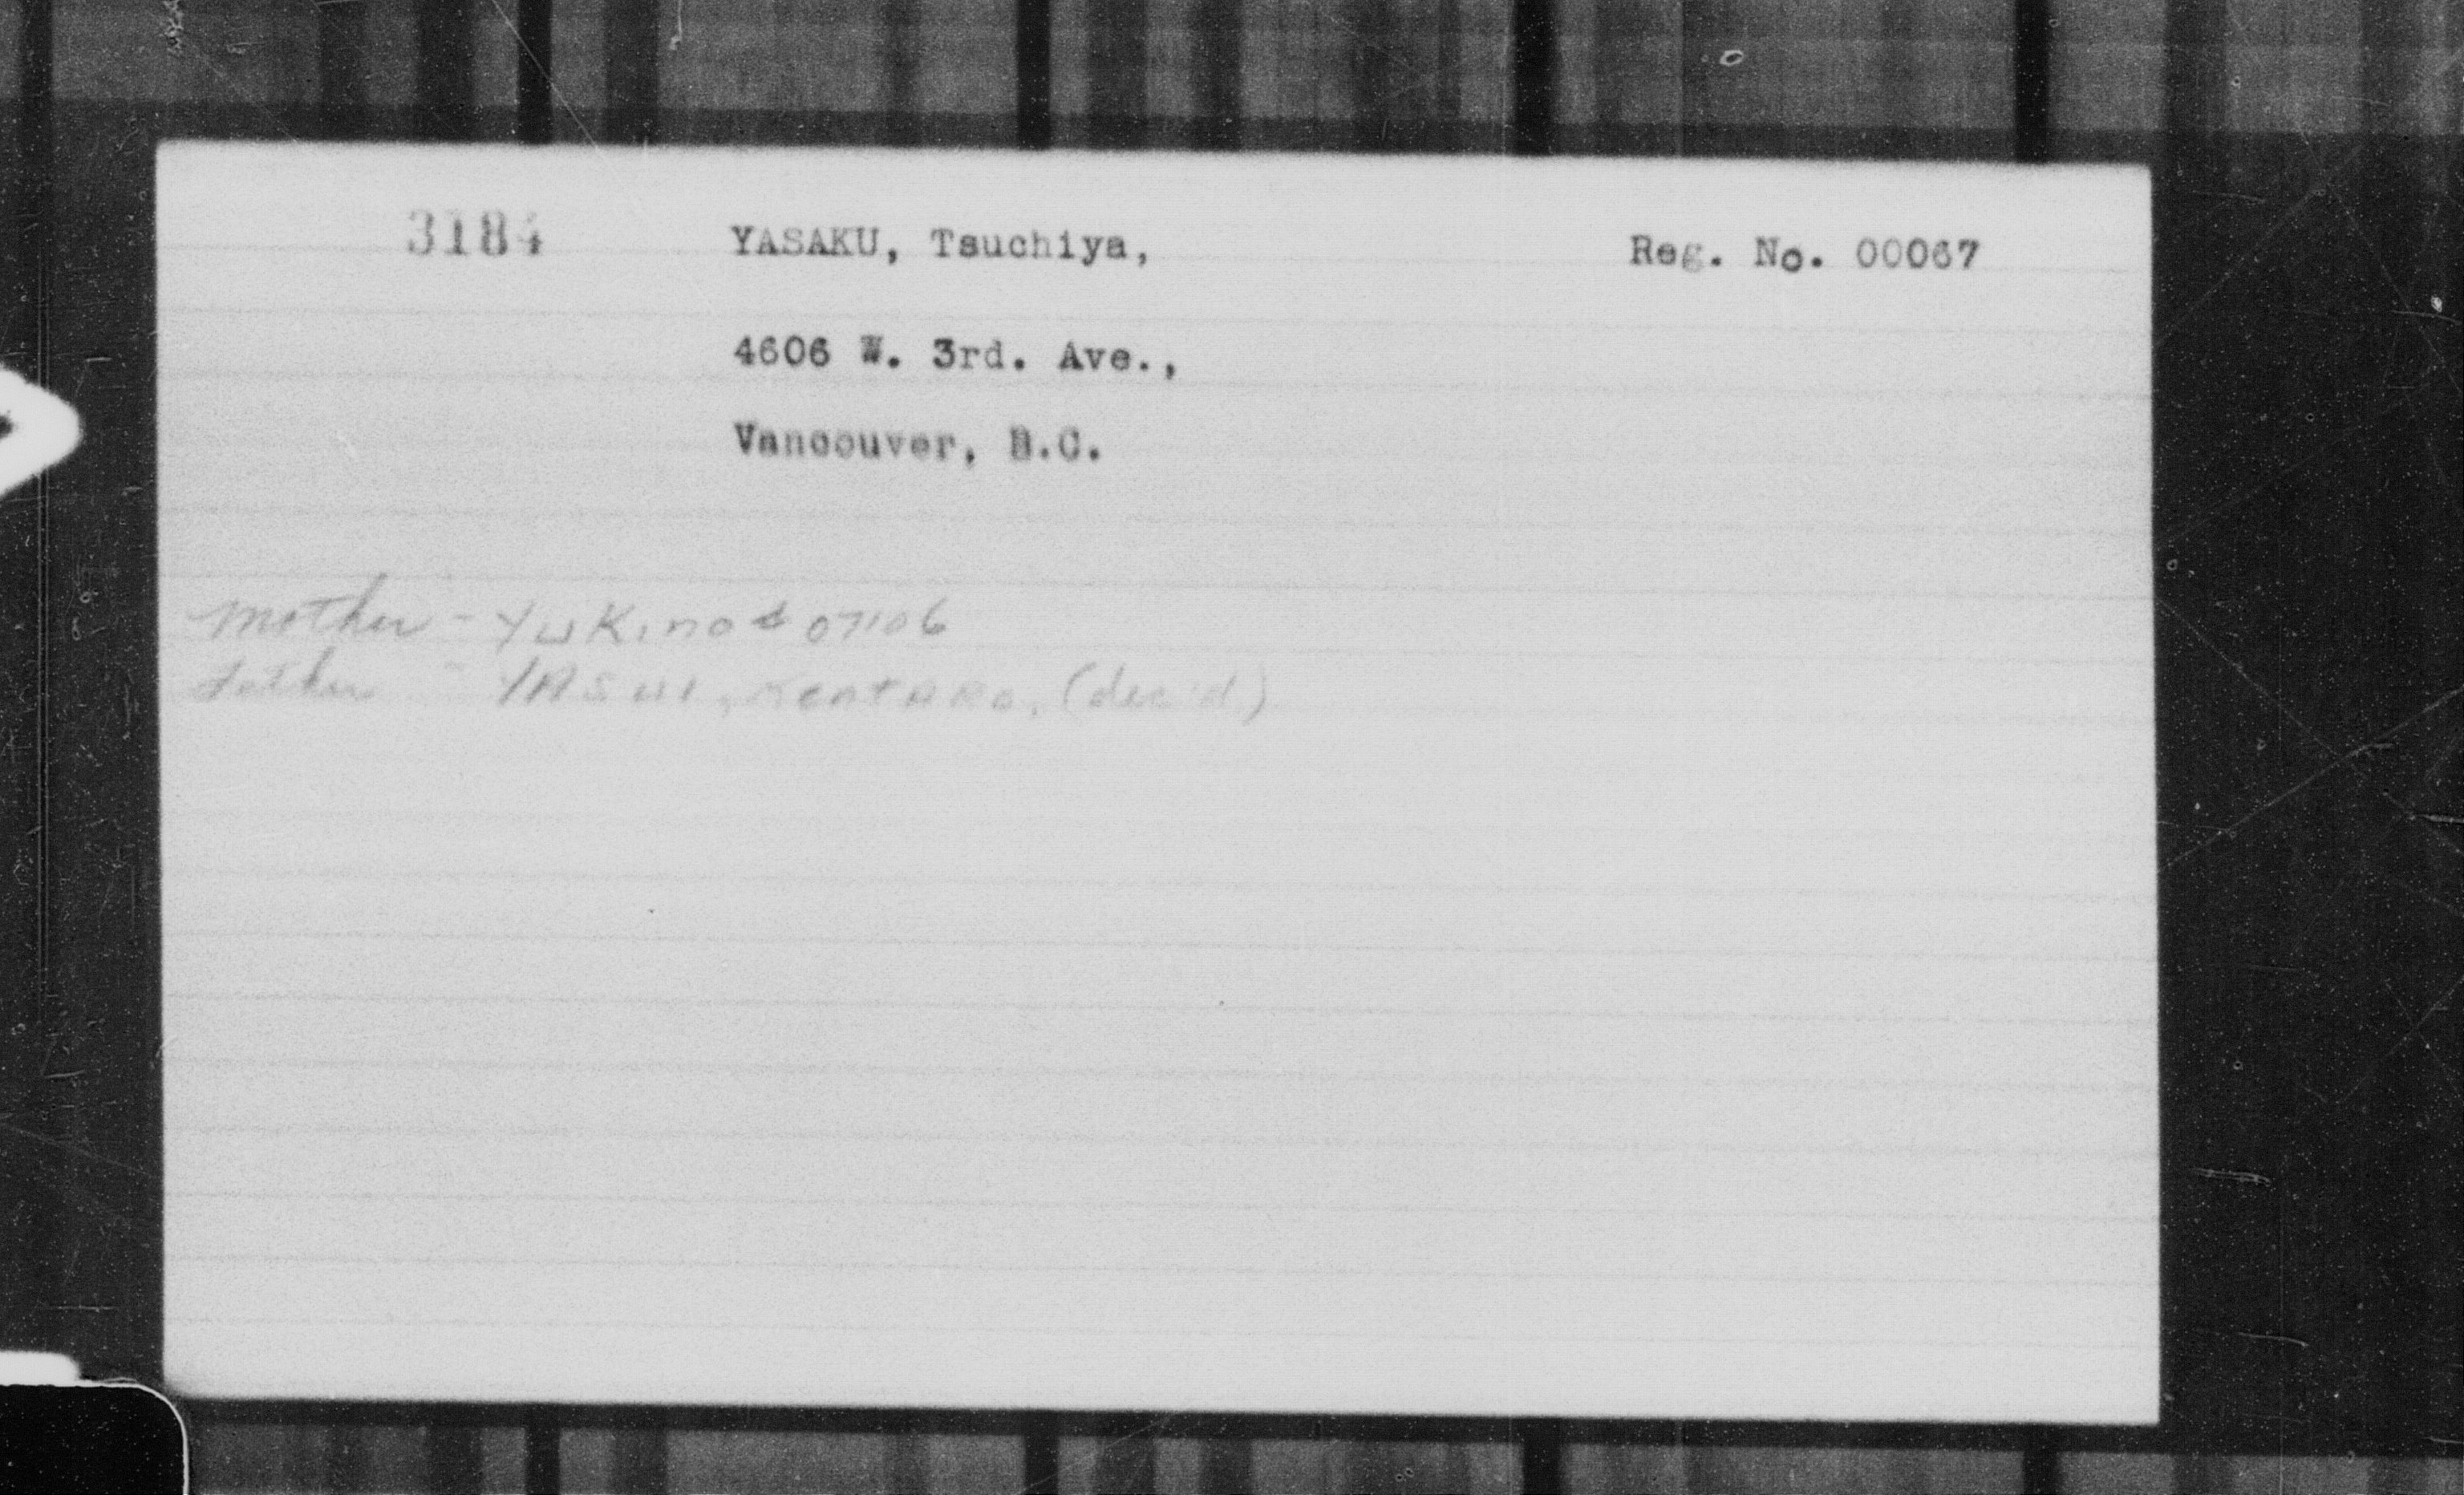 3184 YASAKU, Tsuchiya, Reg. No. 00067
4606 W. 3rd. Ave.,
Vancouver, B.C.
Mother - YUKINO # 07106
Father - YASUI, KENTARO, (dec'd)